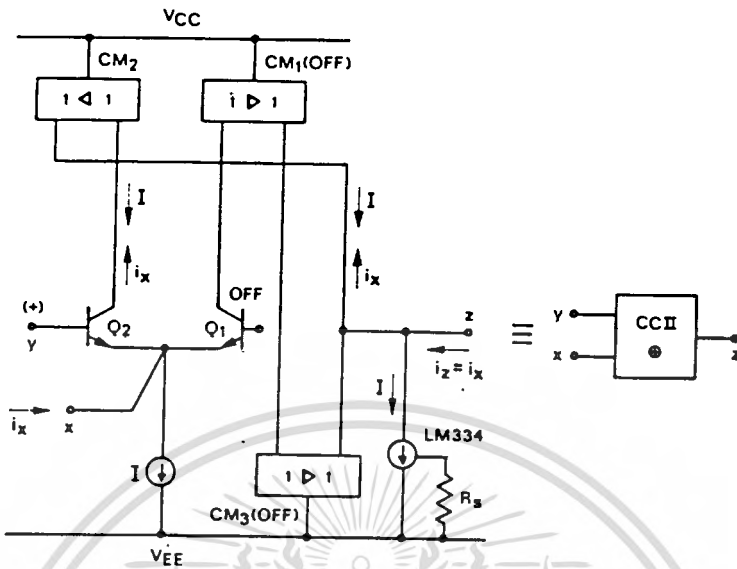 VCC
CM2
CM1(OFF)
1 ◁ 1
1 ▷ 1
I
I
ix
ix
(+)
OFF
y
Q2
Q1
z
iz = ix
≡
y
x
CCII
⊕
z
ix
x
I
LM334
I
1 ▷ 1
Rs
CM3(OFF)
VEE